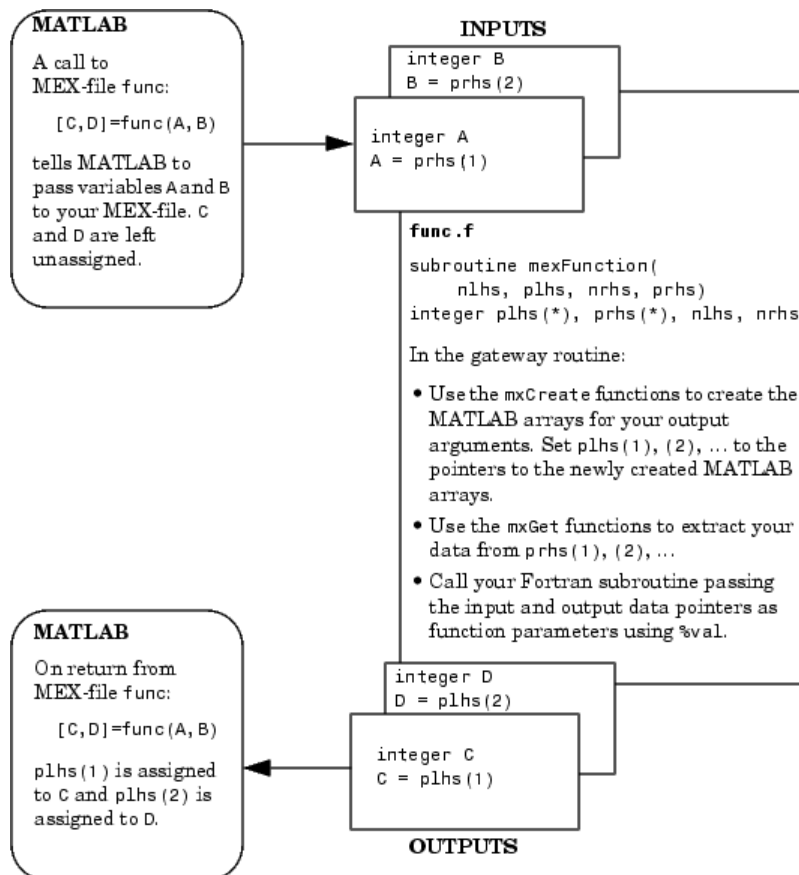 MATLAB
A call to
MEX-file func:
[C,D]=func(A,B)
tells MATLAB to
pass variables A and B
to your MEX-file. C
and D are left
unassigned.
INPUTS
integer B
B = prhs(2)
integer A
A = prhs(1)
func.f
subroutine mexFunction(
nlhs, plhs, nrhs, prhs)
integer plhs(*), prhs(*), nlhs, nrhs
In the gateway routine:
• Use the mxCreate functions to create the
MATLAB arrays for your output
arguments. Set plhs(1), (2), ... to the
pointers to the newly created MATLAB
arrays.
• Use the mxGet functions to extract your
data from prhs(1), (2), ...
• Call your Fortran subroutine passing
the input and output data pointers as
function parameters using %val.
MATLAB
On return from
MEX-file func:
[C,D]=func(A,B)
plhs(1) is assigned
to C and plhs(2) is
assigned to D.
integer D
D = plhs(2)
integer C
C = plhs(1)
OUTPUTS